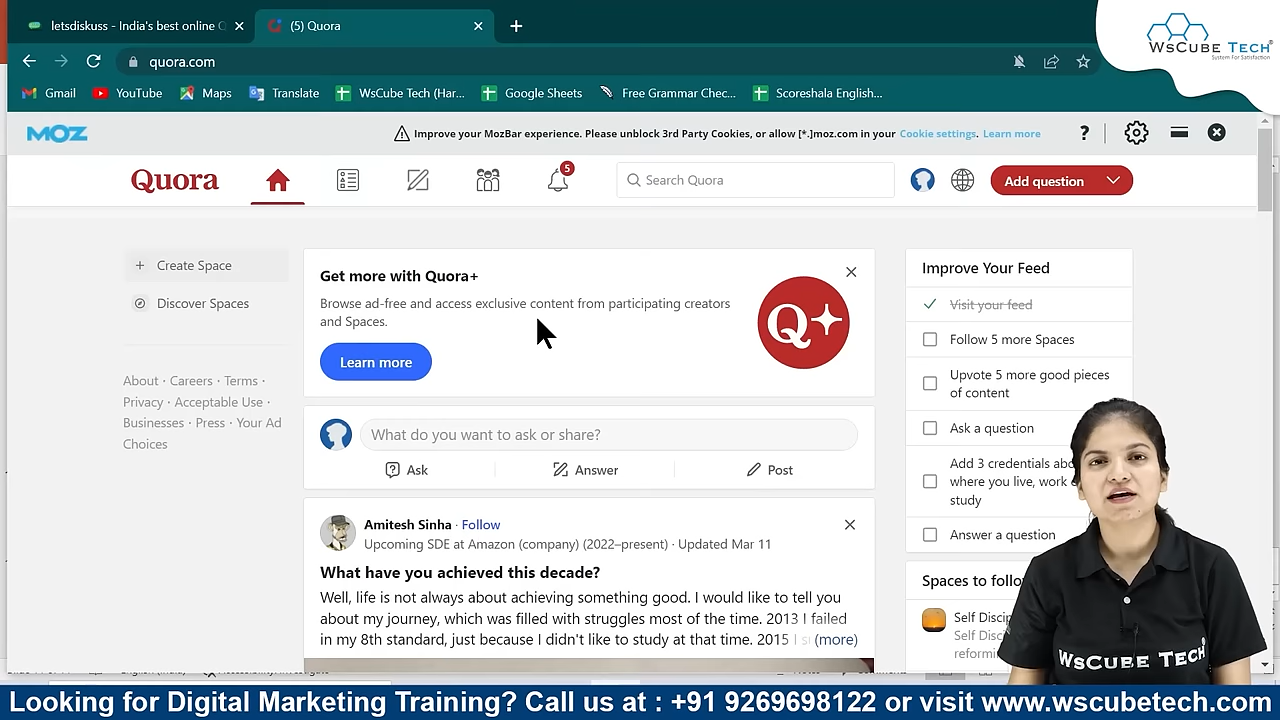 letsdiskuss - India's best online Q
(5) Quora
WsCube Tech
System For Satisfaction
quora.com
Gmail
YouTube
Maps
Translate
WsCube Tech (Har...
Google Sheets
Free Grammar Chec...
Scoreshala English...
MOZ
Improve your MozBar experience. Please unblock 3rd Party Cookies, or allow [*.]moz.com in your Cookie settings. Learn more
?
Quora
5
Search Quora
Add question
Create Space
Discover Spaces
About · Careers · Terms ·
Privacy · Acceptable Use ·
Businesses · Press · Your Ad
Choices
Get more with Quora+
Browse ad-free and access exclusive content from participating creators
and Spaces.
Learn more
Q
What do you want to ask or share?
Ask
Answer
Post
Amitesh Sinha · Follow
Upcoming SDE at Amazon (company) (2022–present) · Updated Mar 11
What have you achieved this decade?
Well, life is not always about achieving something good. I would like to tell you
about my journey, which was filled with struggles most of the time. 2013 I failed
in my 8th standard, just because I didn't like to study at that time. 2015 I (more)
Improve Your Feed
Visit your feed
Follow 5 more Spaces
Upvote 5 more good pieces
of content
Ask a question
Add 3 credentials abo
where you live, work
study
Answer a question
Spaces to follo
Self Disci
Self Disc
reformi
WsCube Tech
Looking for Digital Marketing Training? Call us at : +91 9269698122 or visit www.wscubetech.com